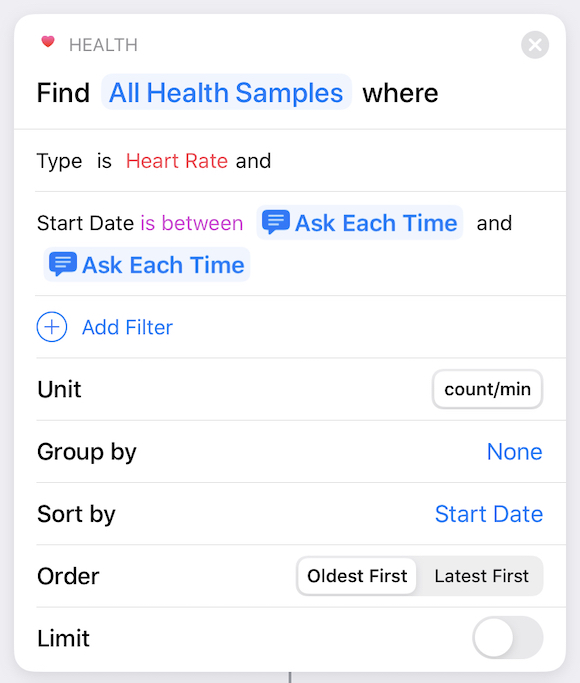 HEALTH
Find All Health Samples where
Type is Heart Rate and
Start Date is between Ask Each Time and
Ask Each Time
Add Filter
Unit count/min
Group by None
Sort by Start Date
Order Oldest First Latest First
Limit